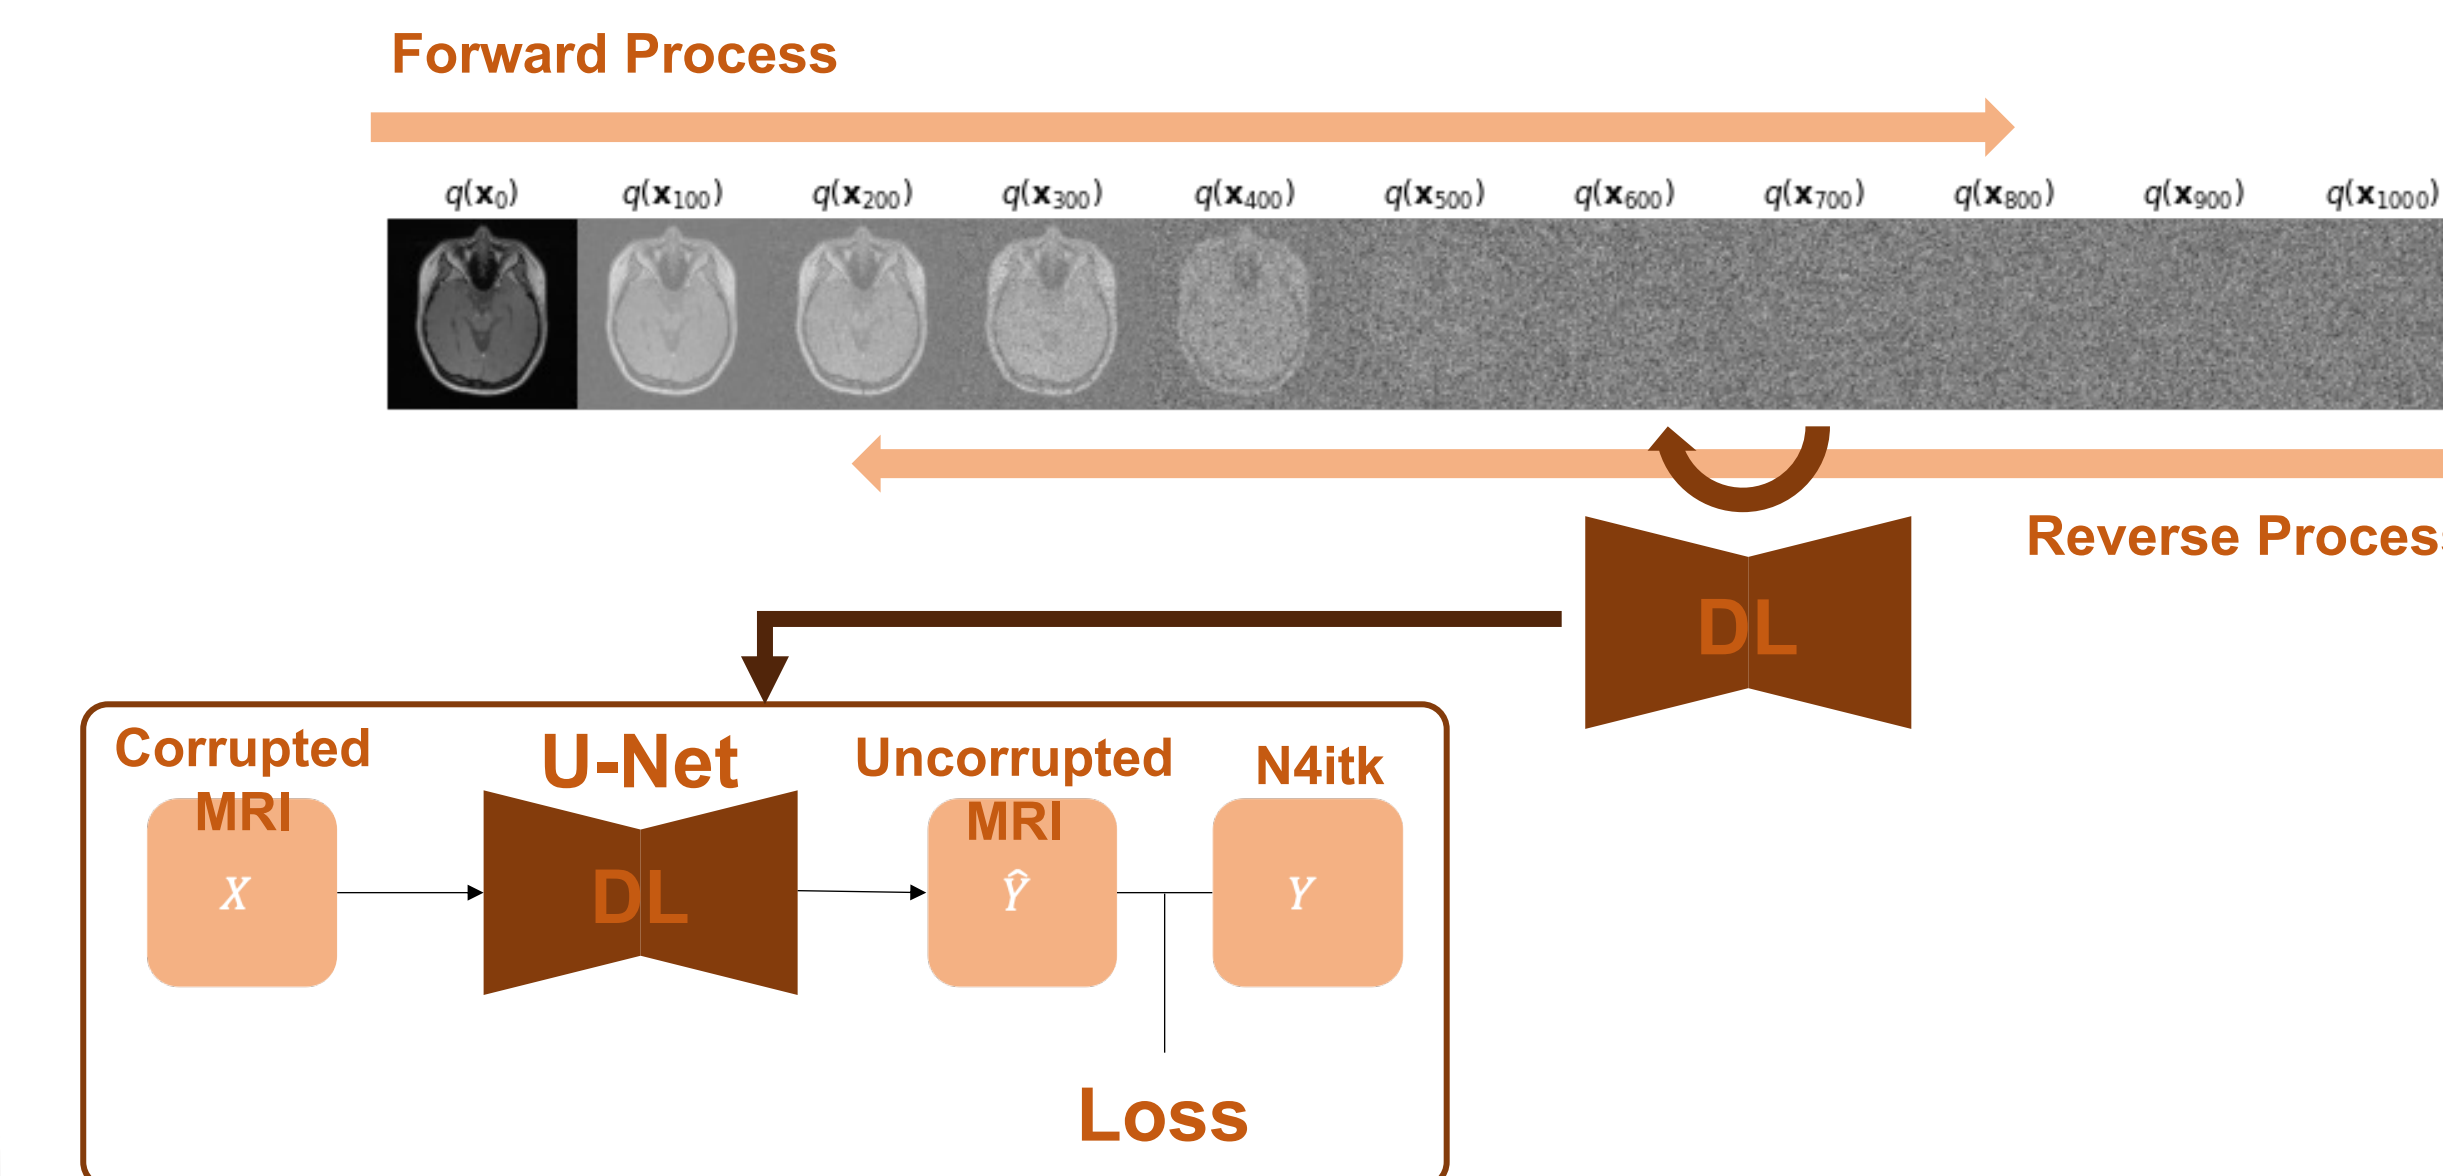 Forward Process
q(x₀) q(x₁₀₀) q(x₂₀₀) q(x₃₀₀) q(x₄₀₀) q(x₅₀₀) q(x₆₀₀) q(x₇₀₀) q(x₈₀₀) q(x₉₀₀) q(x₁₀₀₀)
Reverse Process
DL
Corrupted
MRI
U-Net
Uncorrupted
MRI
N4itk
X
DL
Ŷ
Y
Loss